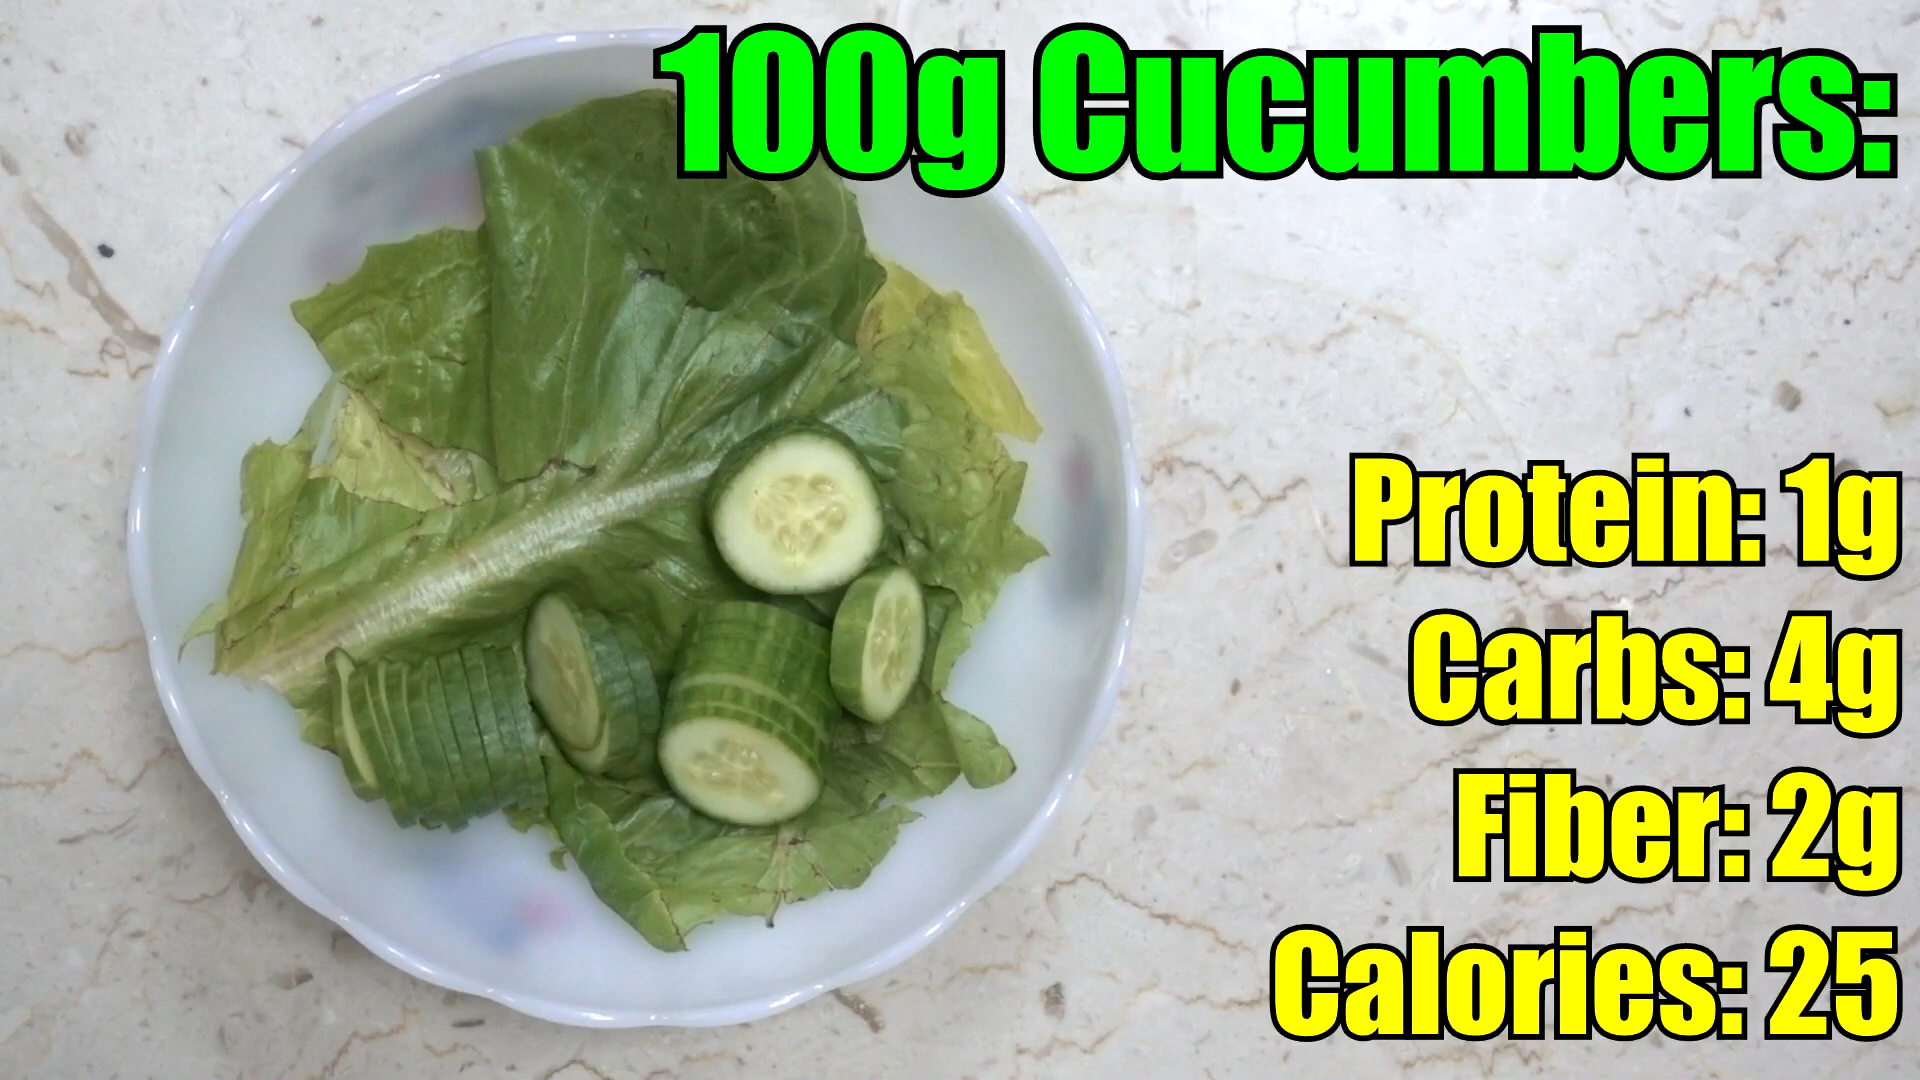 100g Cucumbers:
Protein: 1g
Carbs: 4g
Fiber: 2g
Calories: 25